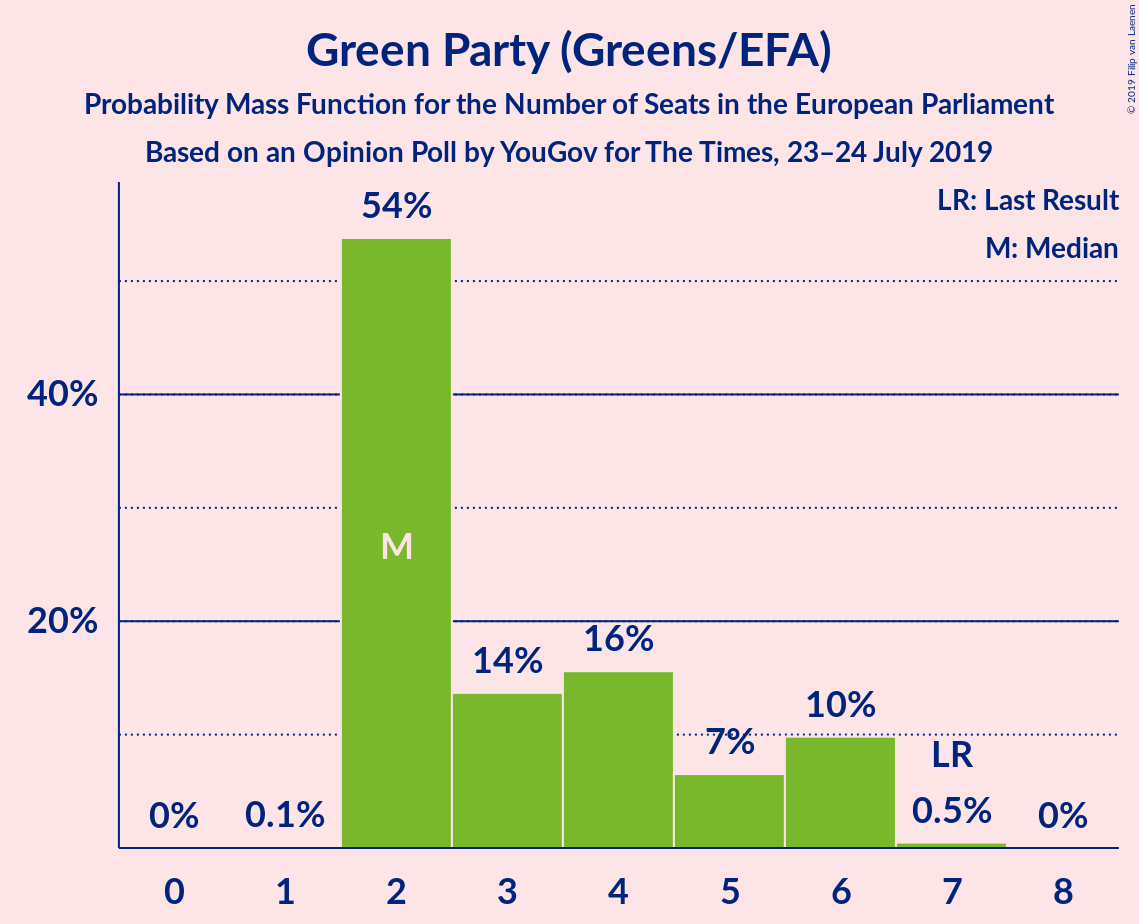 Green Party (Greens/EFA)
Probability Mass Function for the Number of Seats in the European Parliament
Based on an Opinion Poll by YouGov for The Times, 23–24 July 2019
© 2019 Filip van Laenen
LR: Last Result
M: Median
54%
40%
M
20%
16%
14%
10%
7%
LR
0%
0.1%
0.5%
0%
0 1 2 3 4 5 6 7 8